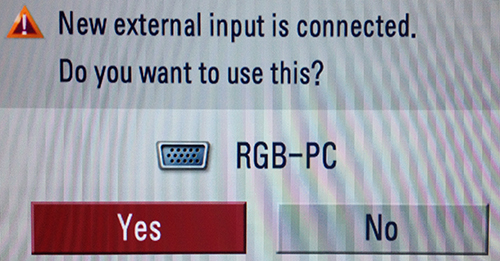 New external input is connected.
Do you want to use this?
RGB-PC
Yes
No